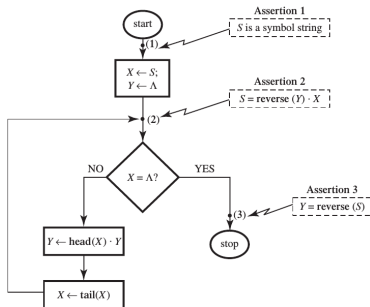 start
Assertion 1
S is a symbol string
(1)
X ← S;
Y ← Λ
Assertion 2
S = reverse (Y) · X
(2)
NO
X = Λ?
YES
Assertion 3
Y = reverse (S)
(3)
stop
Y ← head(X) · Y
X ← tail(X)